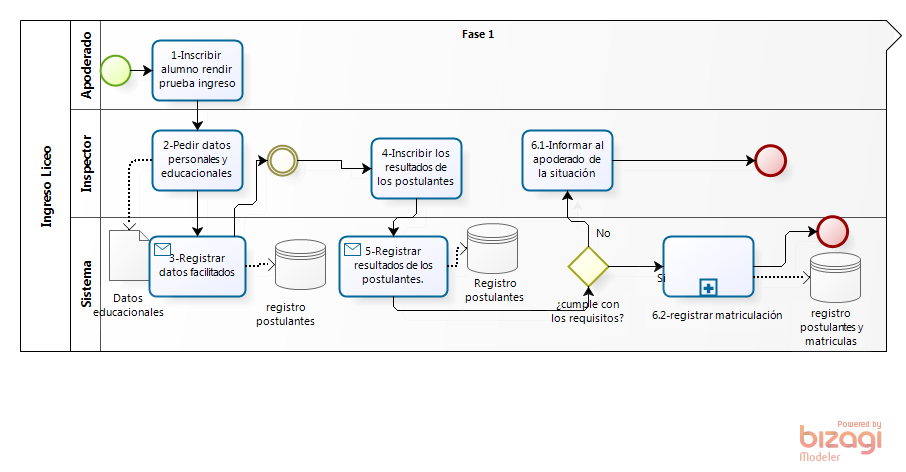 Ingreso Liceo
Fase 1
Apoderado
1-Inscribir
alumno rendir
prueba ingreso
Inspector
2-Pedir datos
personales y
educacionales
4-Inscribir los
resultados de
los postulantes
6.1-Informar al
apoderado de
la situación
Sistema
Datos
educacionales
3-Registrar
datos facilitados
registro
postulantes
5-Registrar
resultados de los
postulantes.
Registro
postulantes
No
¿cumple con
los requisitos?
Si
6.2-registrar matriculación
registro
postulantes y
matriculas
Powered by
bizagi
Modeler